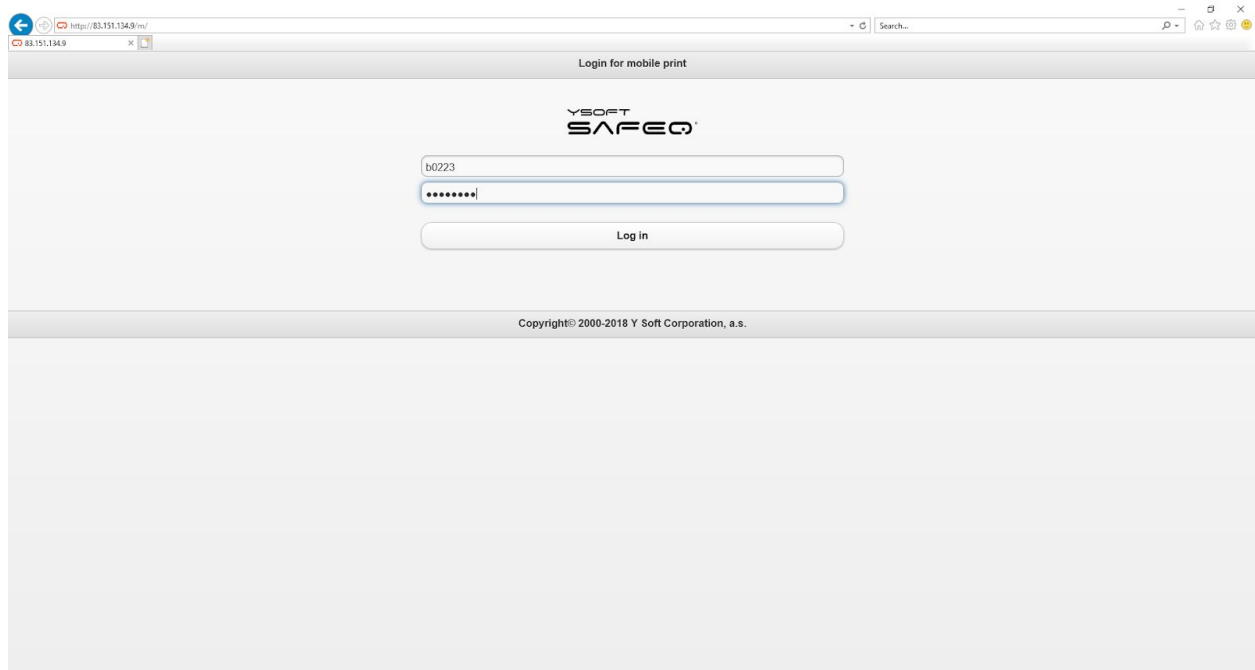 http://83.151.134.9/m/
Search...
83.151.134.9
Login for mobile print
YSOFT
SAFEQ
b0223
Log in
Copyright© 2000-2018 Y Soft Corporation, a.s.